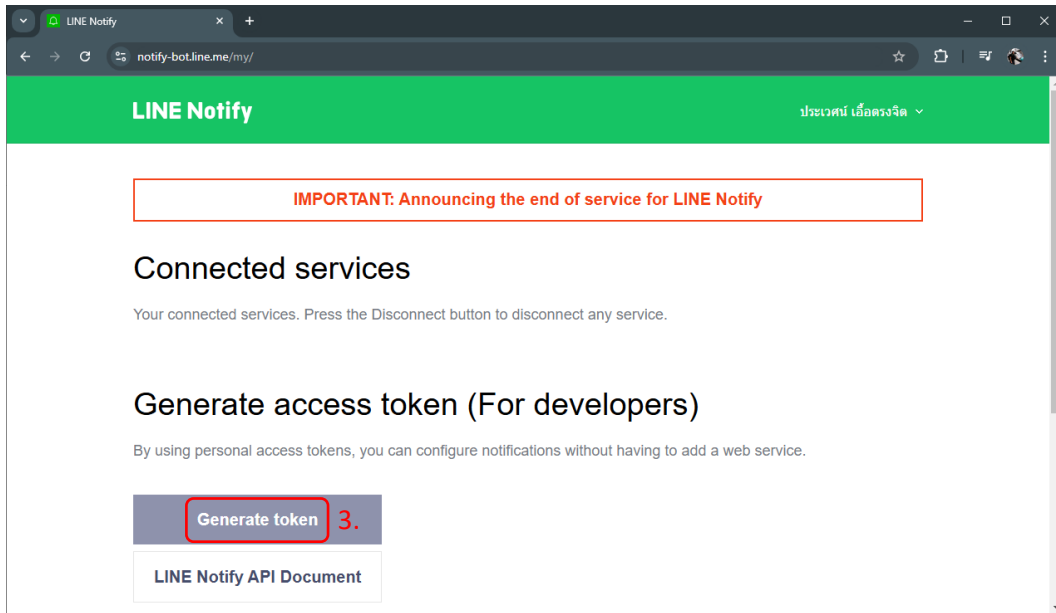 LINE Notify
notify-bot.line.me/my/
LINE Notify
ประเวศน์ เอื้อตรงจิต
IMPORTANT: Announcing the end of service for LINE Notify
Connected services
Your connected services. Press the Disconnect button to disconnect any service.
Generate access token (For developers)
By using personal access tokens, you can configure notifications without having to add a web service.
Generate token 3.
LINE Notify API Document